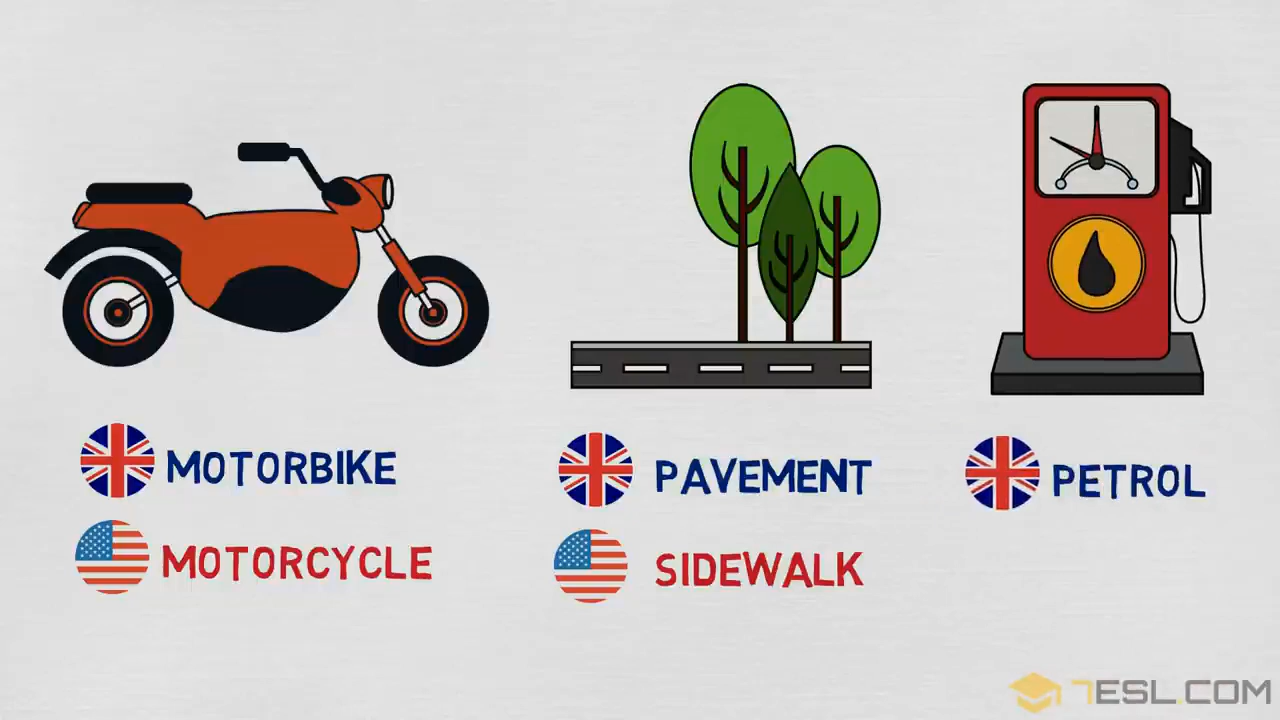 MOTORBIKE
MOTORCYCLE
PAVEMENT
SIDEWALK
PETROL
7ESL.COM